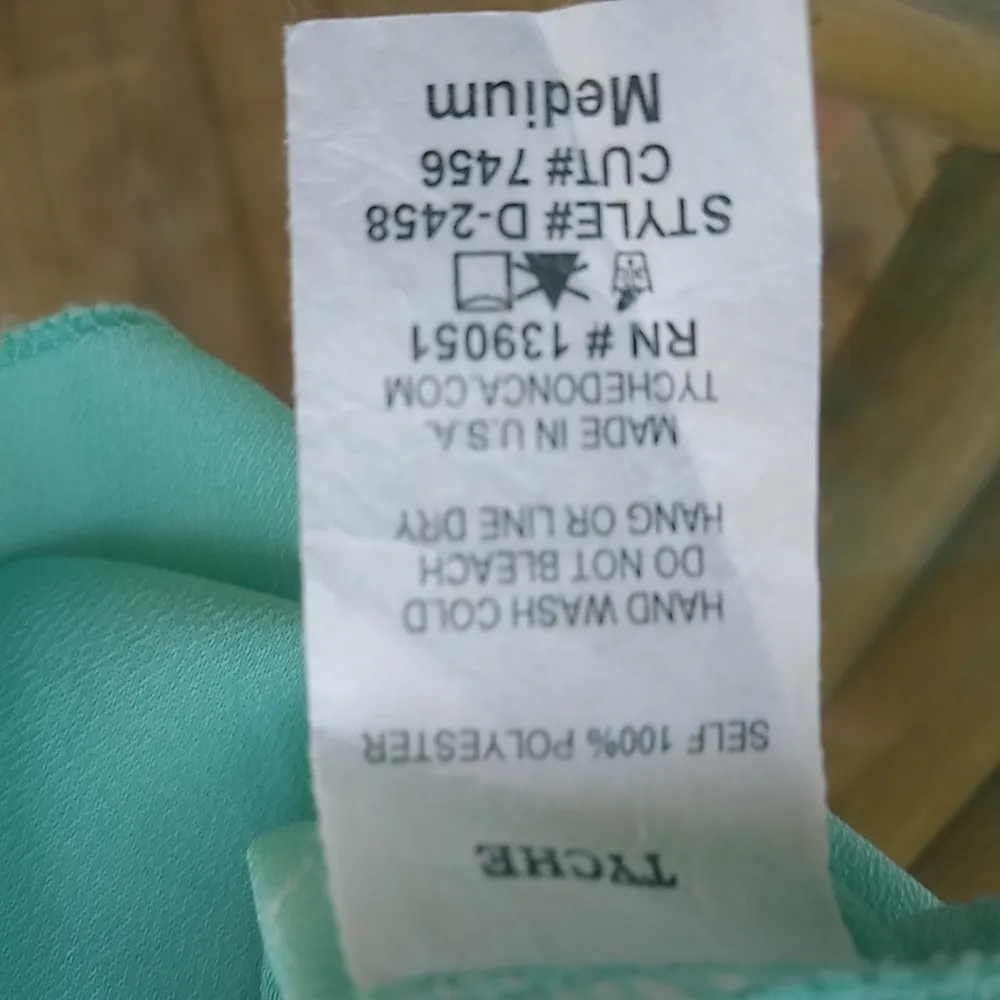 TYCHE
SELF 100% POLYESTER
HAND WASH COLD
DO NOT BLEACH
HANG OR LINE DRY
MADE IN U.S.A.
TYCHEDONCA.COM
RN # 139051
STYLE# D-2458
CUT# 7456
Medium